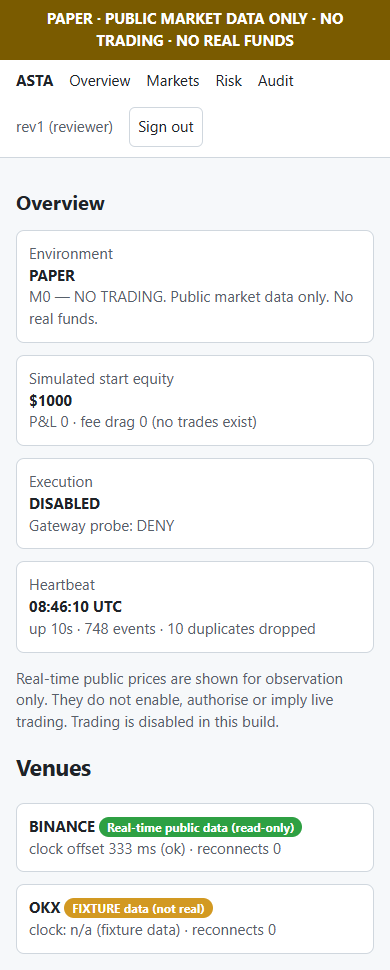 PAPER · PUBLIC MARKET DATA ONLY · NO
TRADING · NO REAL FUNDS
ASTA Overview Markets Risk Audit
rev1 (reviewer) Sign out
Overview
Environment
PAPER
M0 — NO TRADING. Public market data only. No
real funds.
Simulated start equity
$1000
P&L 0 · fee drag 0 (no trades exist)
Execution
DISABLED
Gateway probe: DENY
Heartbeat
08:46:10 UTC
up 10s · 748 events · 10 duplicates dropped
Real-time public prices are shown for observation
only. They do not enable, authorise or imply live
trading. Trading is disabled in this build.
Venues
BINANCE Real-time public data (read-only)
clock offset 333 ms (ok) · reconnects 0
OKX FIXTURE data (not real)
clock: n/a (fixture data) · reconnects 0